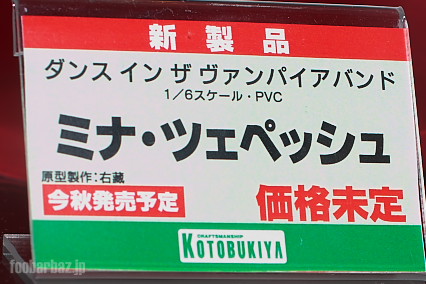 新製品
ダンス イン ザ ヴァンパイアバンド
1/6スケール・PVC
ミナ・ツェペッシュ
原型製作:右藏
今秋発売予定
価格未定
CRAFTSMANSHIP
KOTOBUKIYA
foobarbaz.jp